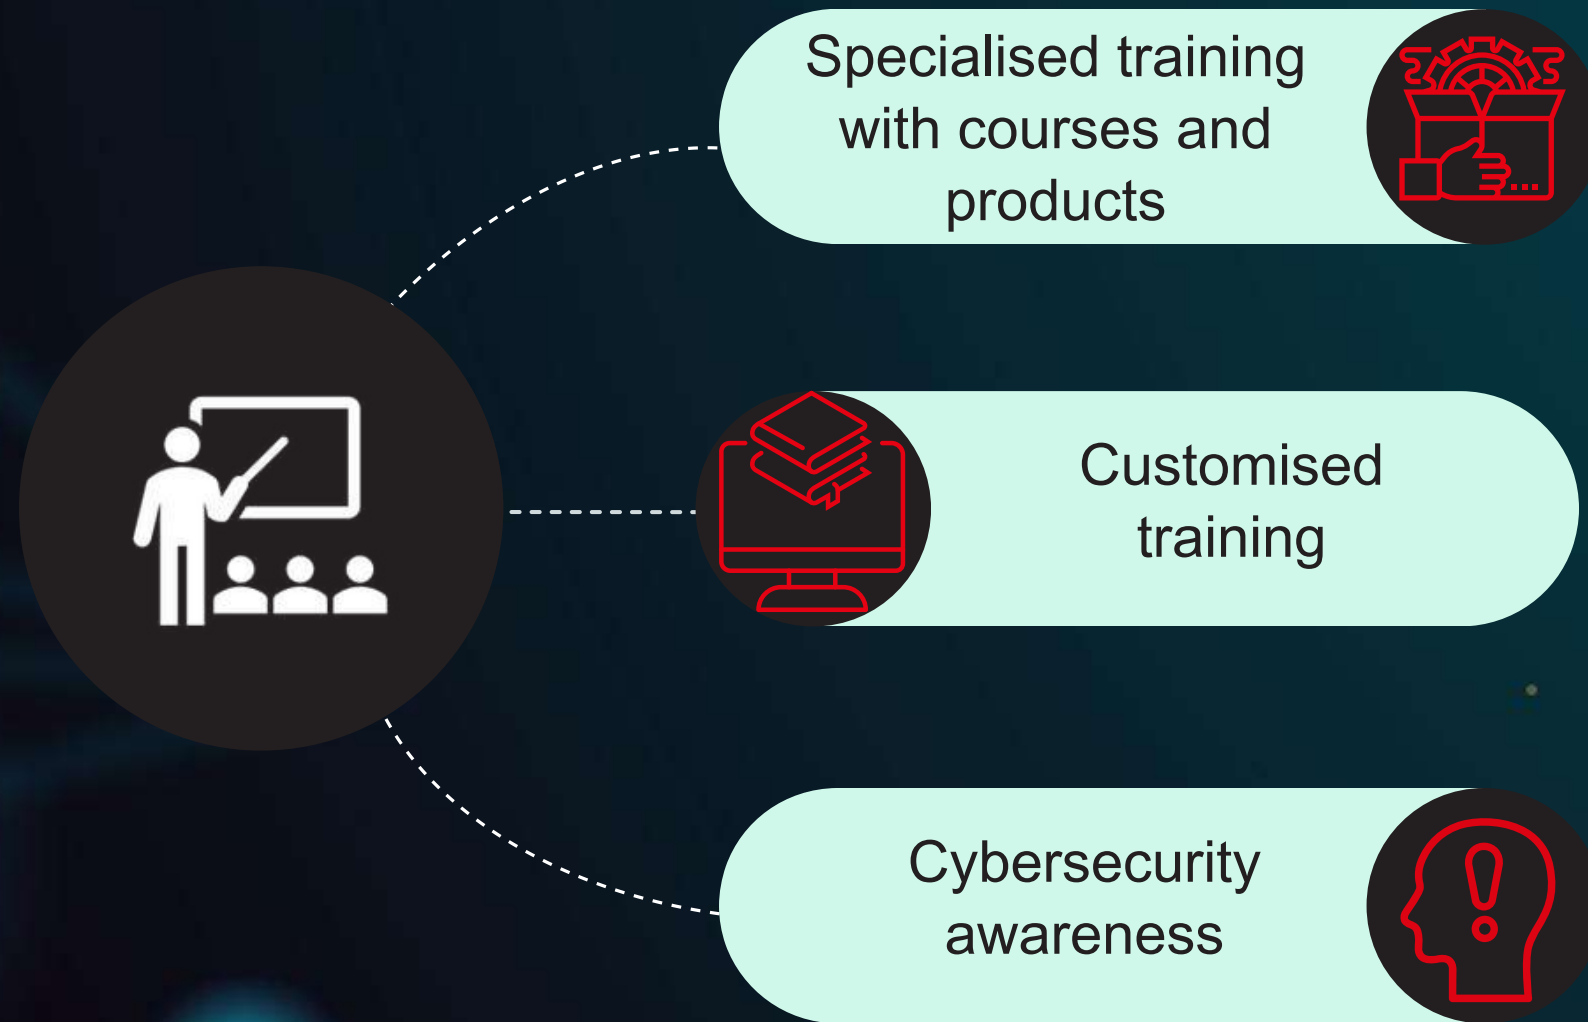 Specialised training
with courses and
products
Customised
training
Cybersecurity
awareness